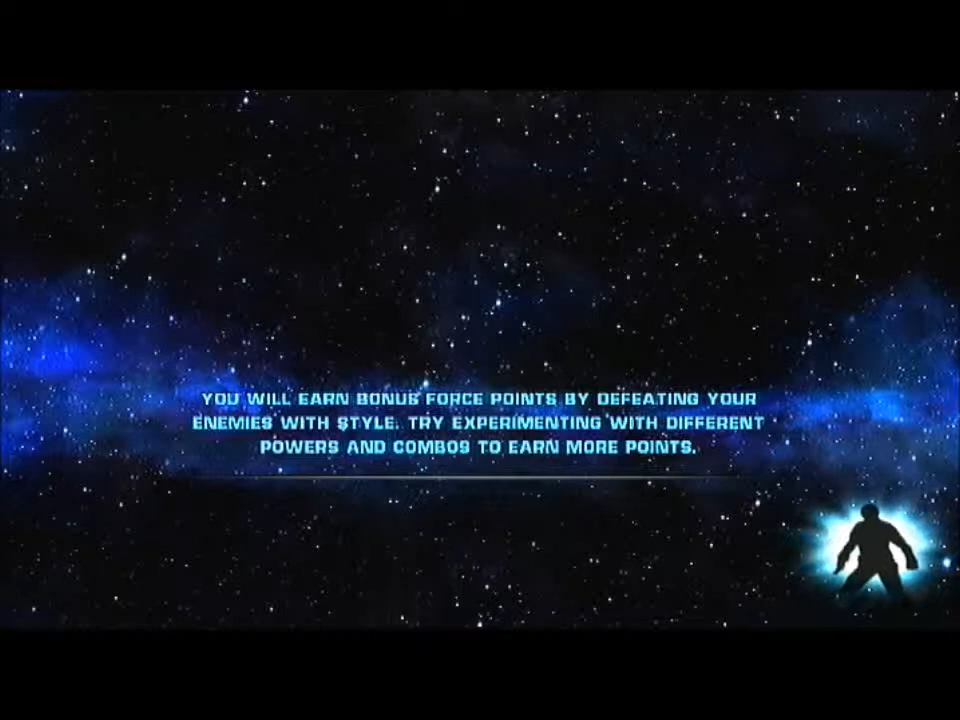 YOU WILL EARN BONUS FORCE POINTS BY DEFEATING YOUR
ENEMIES WITH STYLE. TRY EXPERIMENTING WITH DIFFERENT
POWERS AND COMBOS TO EARN MORE POINTS.